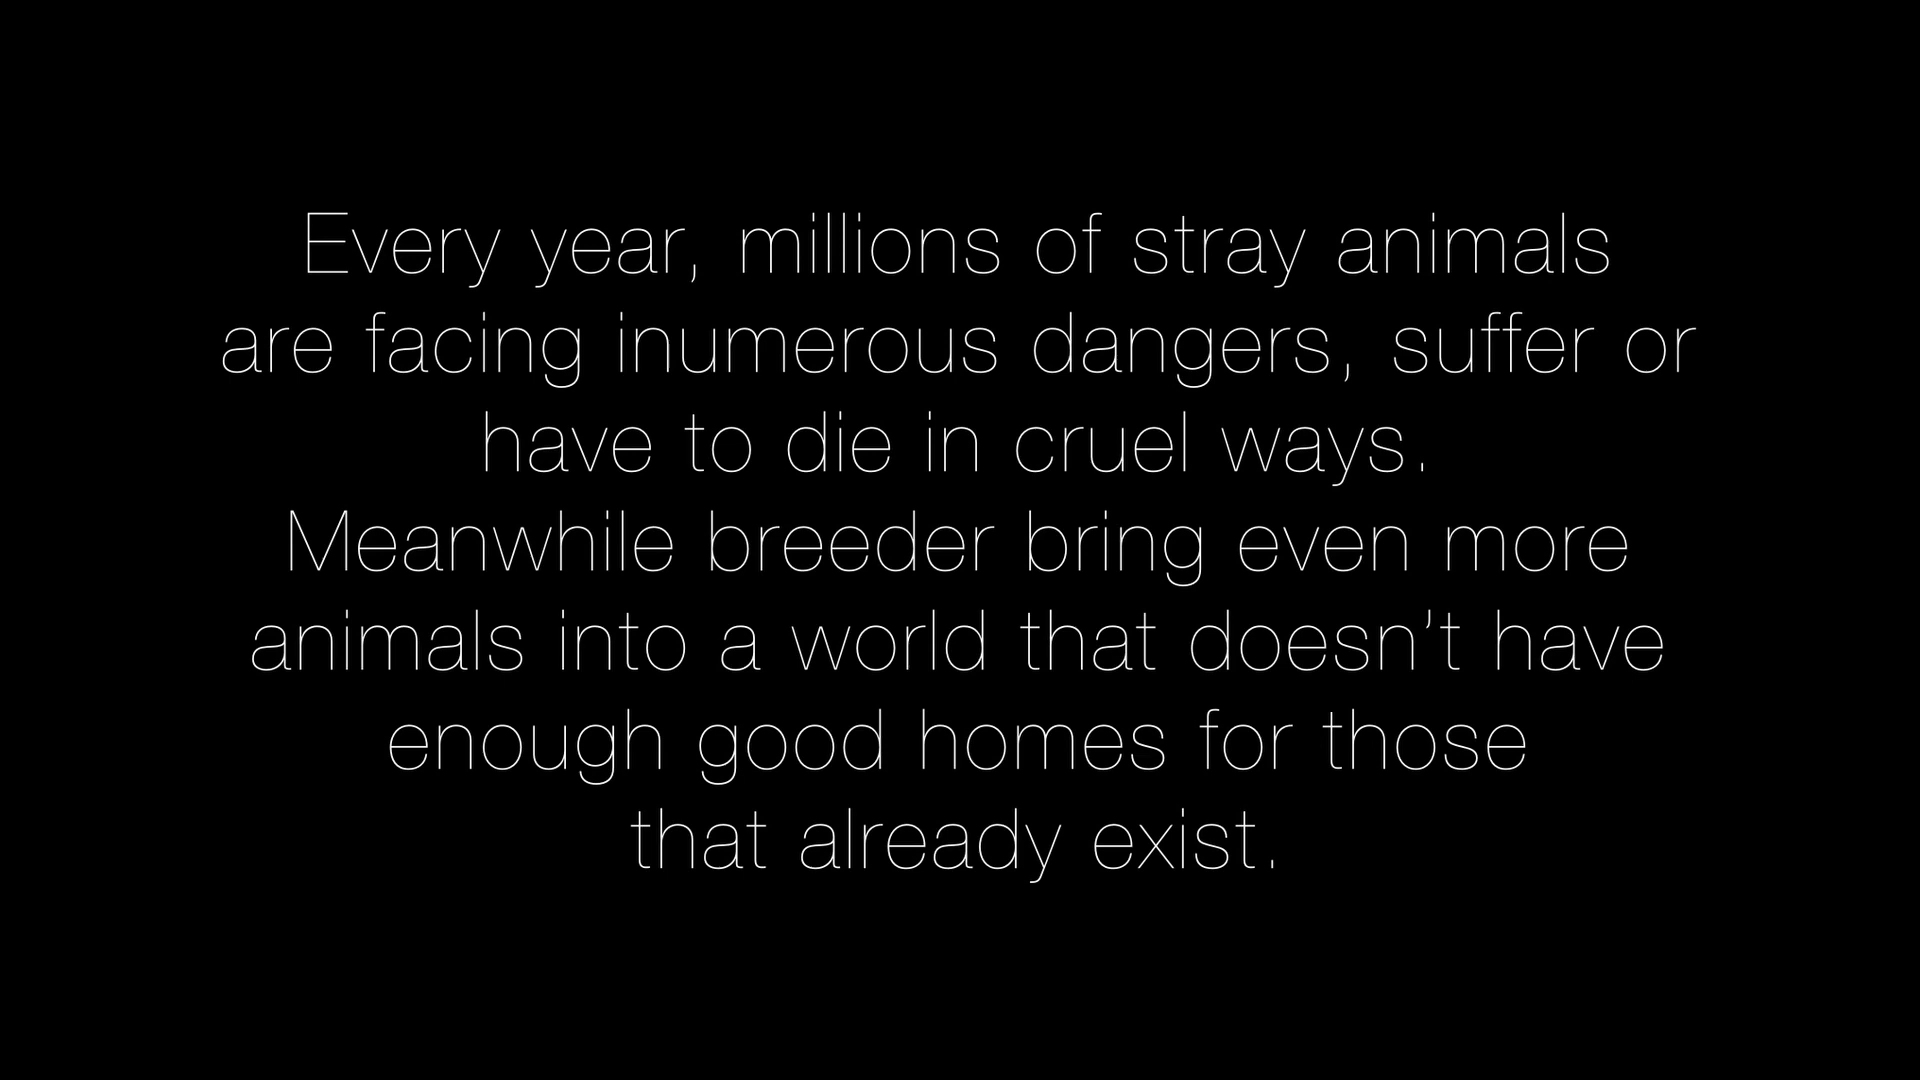 Every year, millions of stray animals
are facing inumerous dangers, suffer or
have to die in cruel ways.
Meanwhile breeder bring even more
animals into a world that doesn’t have
enough good homes for those
that already exist.